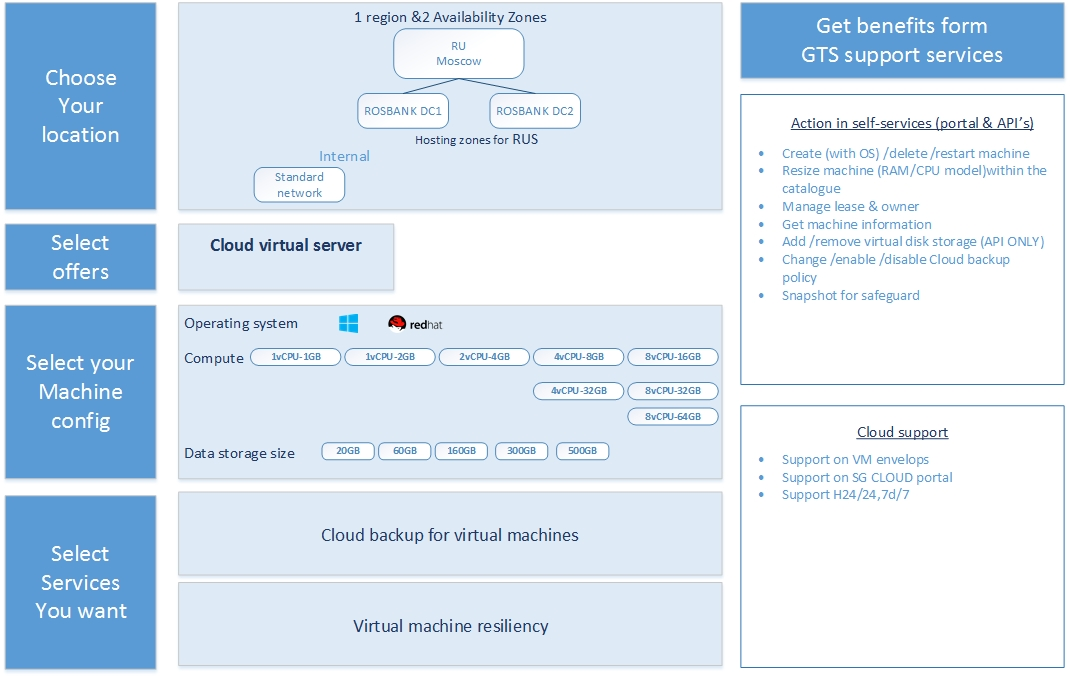 Choose
Your
location
1 region &2 Availability Zones
RU
Moscow
ROSBANK DC1
ROSBANK DC2
Hosting zones for RUS
Internal
Standard
network
Select
offers
Cloud virtual server
Select your
Machine
config
Operating system
redhat
Compute
1vCPU-1GB
1vCPU-2GB
2vCPU-4GB
4vCPU-8GB
8vCPU-16GB
4vCPU-32GB
8vCPU-32GB
8vCPU-64GB
Data storage size
20GB
60GB
160GB
300GB
500GB
Select
Services
You want
Cloud backup for virtual machines
Virtual machine resiliency
Get benefits form
GTS support services
Action in self-services (portal & API’s)
• Create (with OS) /delete /restart machine
• Resize machine (RAM/CPU model)within the
catalogue
• Manage lease & owner
• Get machine information
• Add /remove virtual disk storage (API ONLY)
• Change /enable /disable Cloud backup
policy
• Snapshot for safeguard
Cloud support
• Support on VM envelops
• Support on SG CLOUD portal
• Support H24/24,7d/7